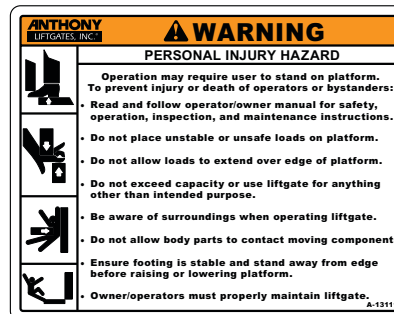 ANTHONY
LIFTGATES, INC.
WARNING
PERSONAL INJURY HAZARD
Operation may require user to stand on platform.
To prevent injury or death of operators or bystanders:
• Read and follow operator/owner manual for safety,
operation, inspection, and maintenance instructions.
• Do not place unstable or unsafe loads on platform.
• Do not allow loads to extend over edge of platform.
• Do not exceed capacity or use liftgate for anything
other than intended purpose.
• Be aware of surroundings when operating liftgate.
• Do not allow body parts to contact moving component
• Ensure footing is stable and stand away from edge
before raising or lowering platform.
• Owner/operators must properly maintain liftgate.
A-1311